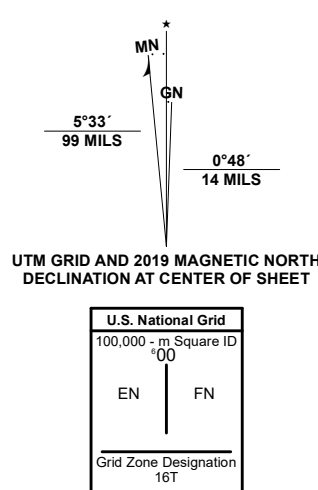 ★
MN
GN
5°33´
99 MILS
0°48´
14 MILS
UTM GRID AND 2019 MAGNETIC NORTH
DECLINATION AT CENTER OF SHEET
U.S. National Grid
100,000 - m Square ID
⁶00
EN FN
Grid Zone Designation
16T